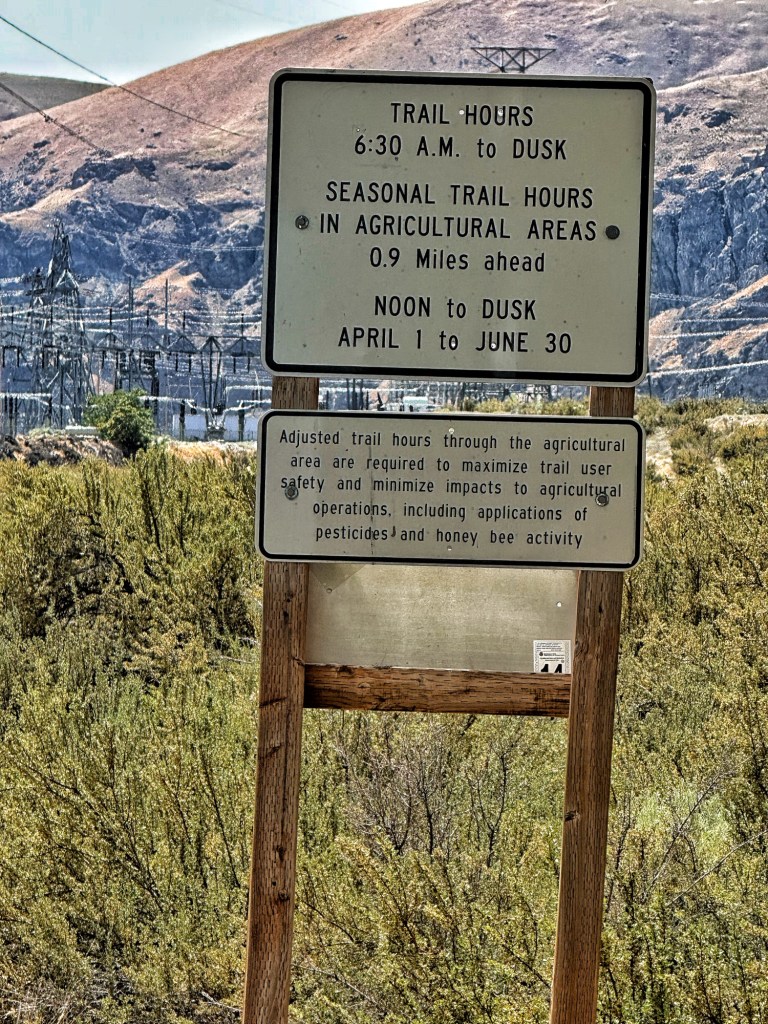 TRAIL HOURS
6:30 A.M. to DUSK
SEASONAL TRAIL HOURS
IN AGRICULTURAL AREAS
0.9 Miles ahead
NOON to DUSK
APRIL 1 to JUNE 30
Adjusted trail hours through the agricultural
area are required to maximize trail user
safety and minimize impacts to agricultural
operations, including applications of
pesticides and honey bee activity